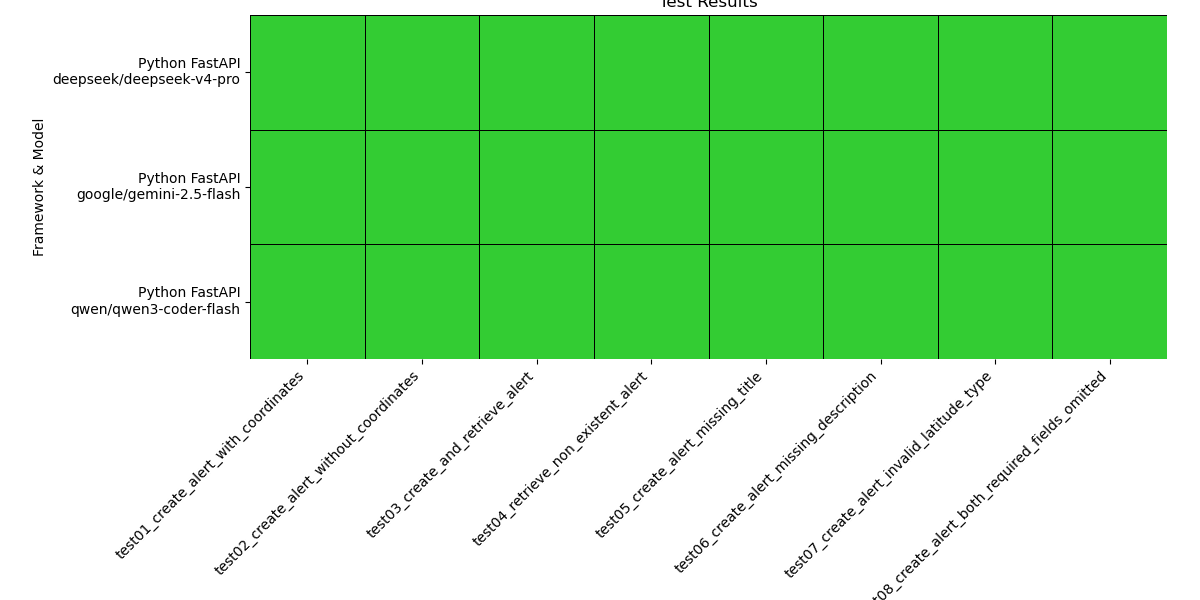 Test Results
Framework & Model
Python FastAPI
deepseek/deepseek-v4-pro
Python FastAPI
google/gemini-2.5-flash
Python FastAPI
qwen/qwen3-coder-flash
test01_create_alert_with_coordinates
test02_create_alert_without_coordinates
test03_create_and_retrieve_alert
test04_retrieve_non_existent_alert
test05_create_alert_missing_title
test06_create_alert_missing_description
test07_create_alert_invalid_latitude_type
t08_create_alert_both_required_fields_omitted